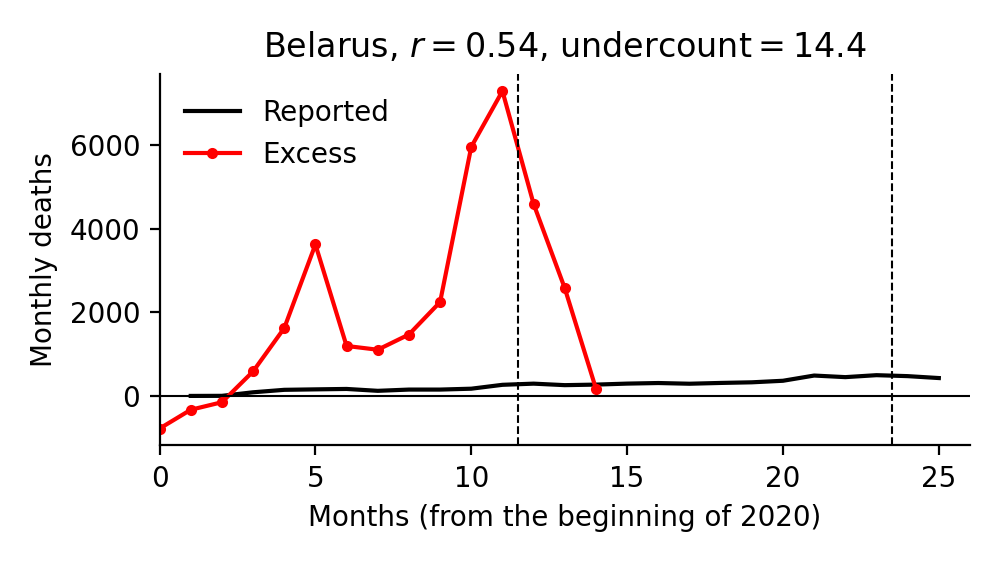 Belarus, r = 0.54, undercount = 14.4
Reported
Excess
6000
4000
2000
0
Monthly deaths
0 5 10 15 20 25
Months (from the beginning of 2020)